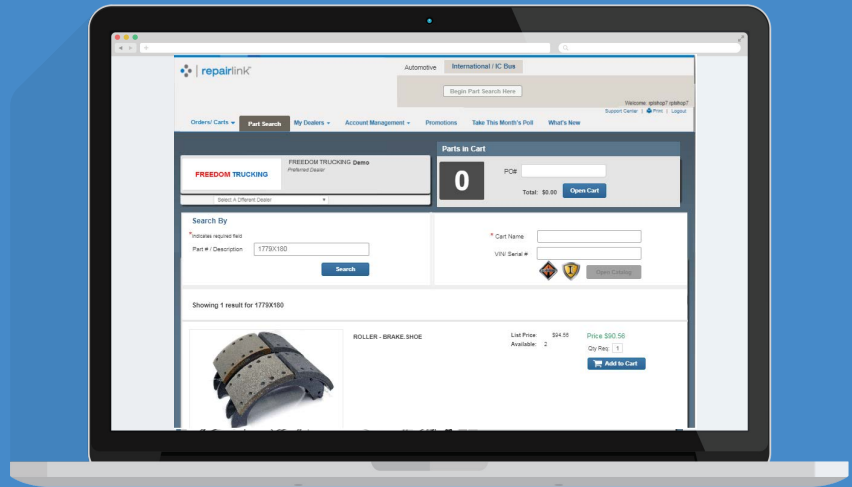 repairlink
Automotive International / IC Bus
Begin Part Search Here
Welcome: rptshop7 rptshop7
Support Center | Print | Logout
Orders/ Carts Part Search My Dealers Account Management Promotions Take This Month's Poll What's New
Parts in Cart
FREEDOM TRUCKING
FREEDOM TRUCKING Demo
Preferred Dealer
0
PO#
Total: $0.00 Open Cart
Select A Different Dealer
Search By
*Indicates required field
Part # / Description 1779X180
Search
* Cart Name
VIN/ Serial #
Open Catalog
Showing 1 result for 1779X180
ROLLER - BRAKE.SHOE
List Price: $94.56
Available: 2
Price $90.56
Qty Req: 1
Add to Cart